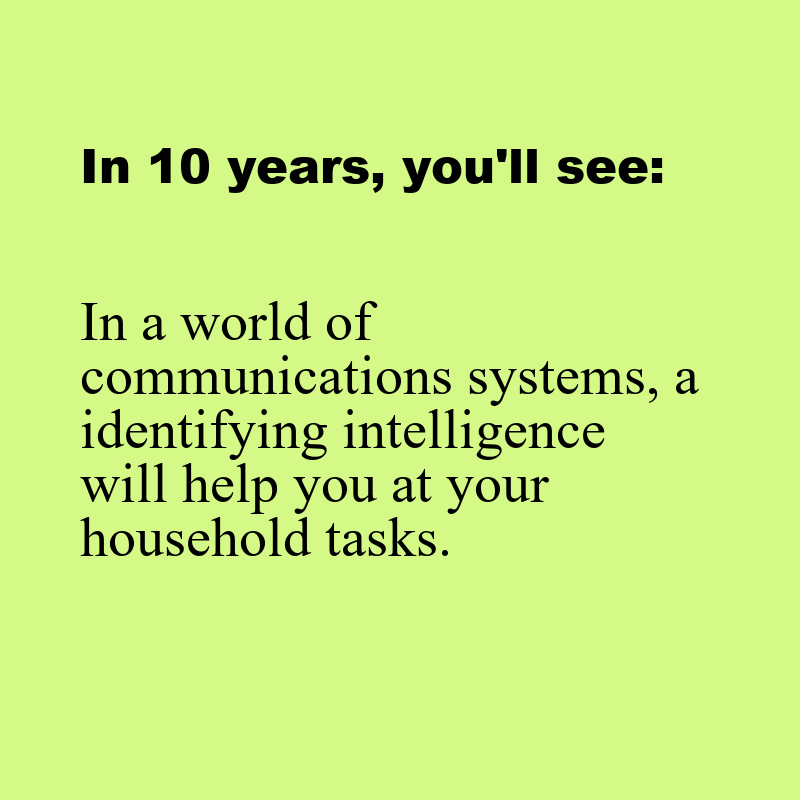 In 10 years, you'll see:
In a world of
communications systems, a
identifying intelligence
will help you at your
household tasks.